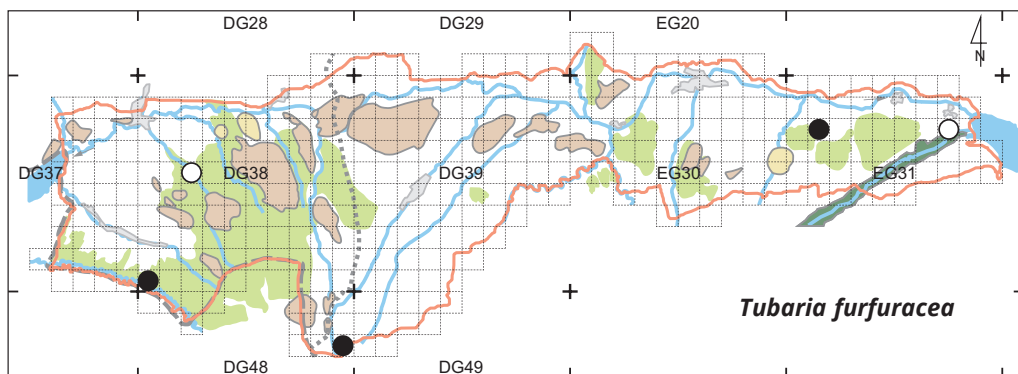 DG28 DG29 EG20
N
DG37 DG38 DG39 EG30 EG31
Tubaria furfuracea
DG48 DG49